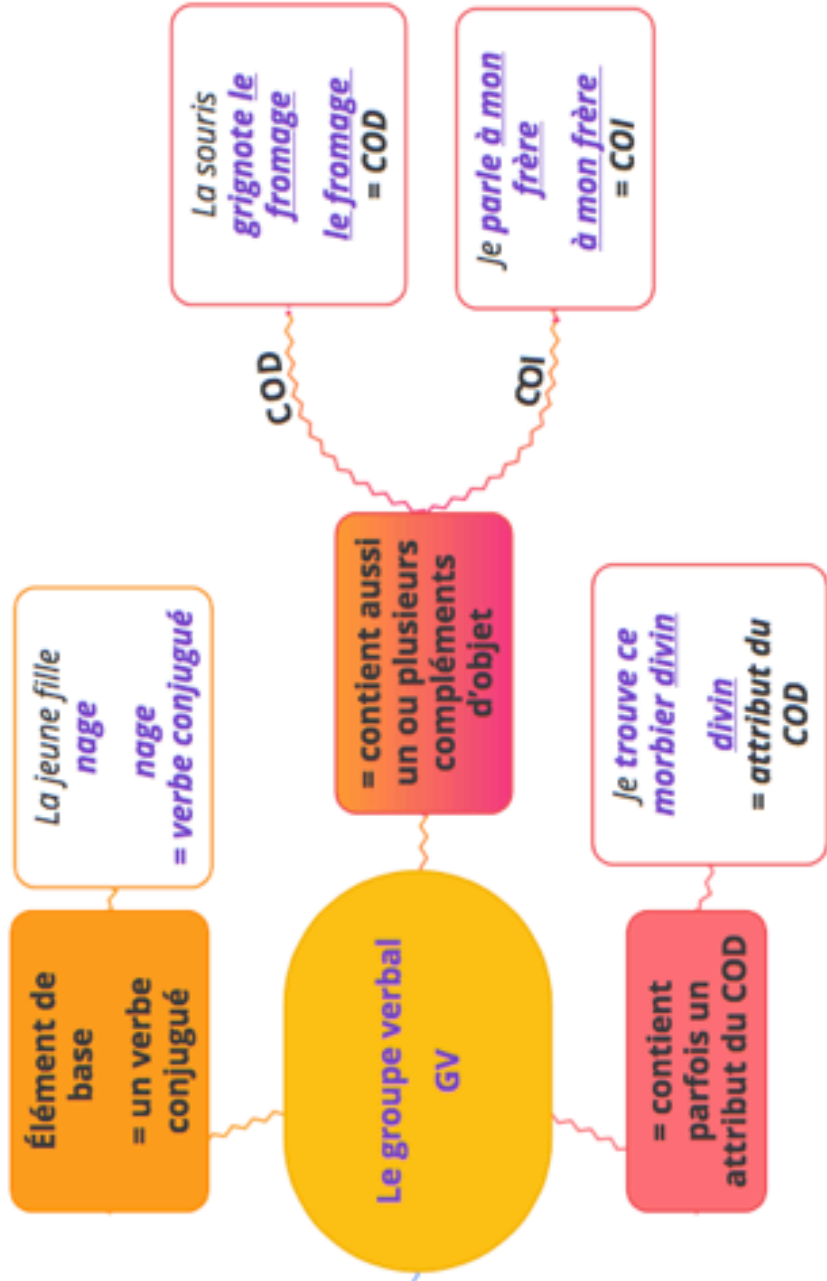 Le groupe verbal
GV
Élément de
base
= un verbe
conjugué
La jeune fille
nage
nage
= verbe conjugué
= contient aussi
un ou plusieurs
compléments
d'objet
COD
La souris
grignote le
fromage
le fromage
= COD
COI
Je parle à mon
frère
à mon frère
= COI
= contient
parfois un
attribut du COD
Je trouve ce
morbier divin
divin
= attribut du
COD